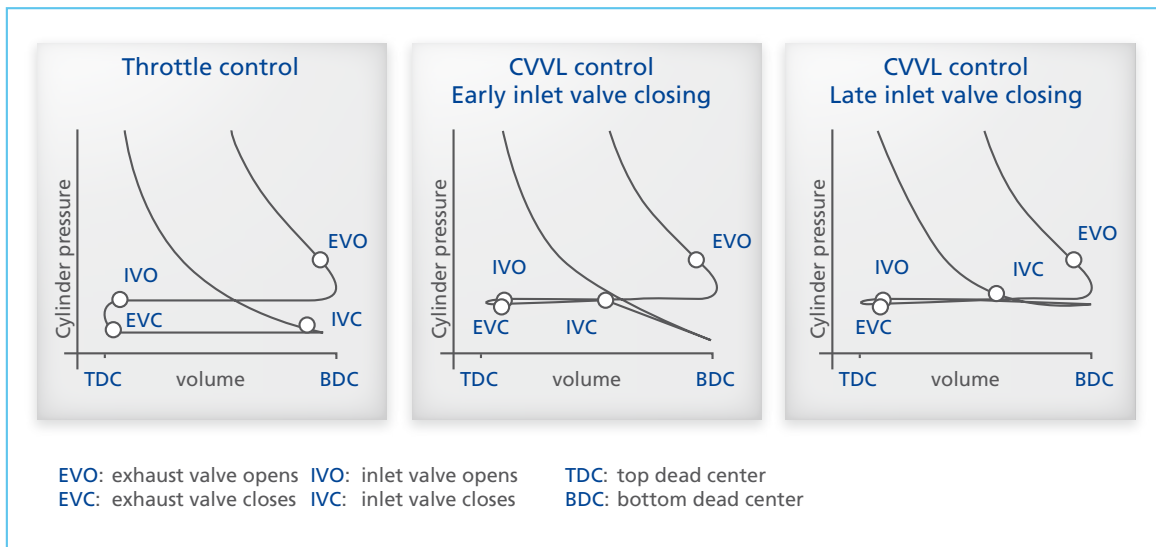 Throttle control
Cylinder pressure
EVO
IVO
EVC
IVC
TDC
volume
BDC
CVVL control
Early inlet valve closing
Cylinder pressure
EVO
IVO
EVC
IVC
TDC
volume
BDC
CVVL control
Late inlet valve closing
Cylinder pressure
EVO
IVO
IVC
EVC
TDC
volume
BDC
EVO: exhaust valve opens IVO: inlet valve opens TDC: top dead center
EVC: exhaust valve closes IVC: inlet valve closes BDC: bottom dead center